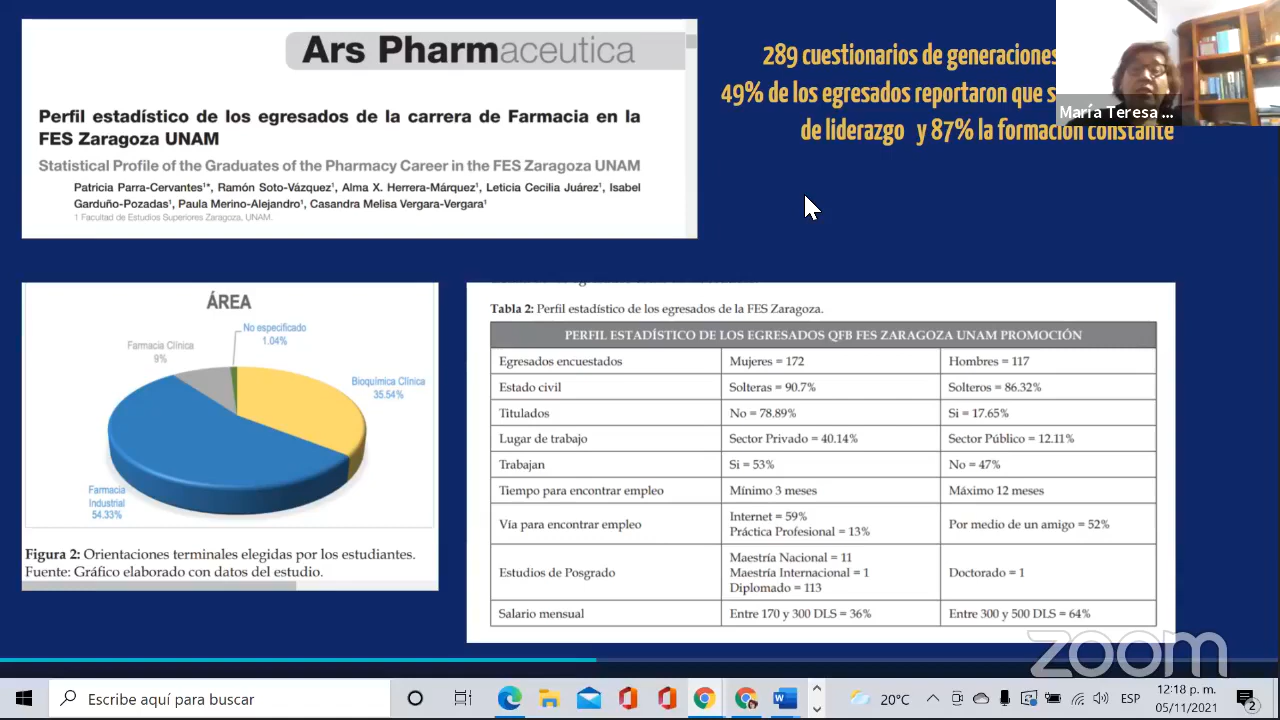 Ars Pharmaceutica
Perfil estadístico de los egresados de la carrera de Farmacia en la
FES Zaragoza UNAM
Statistical Profile of the Graduates of the Pharmacy Career in the FES Zaragoza UNAM
Patricia Parra-Cervantes¹*, Ramón Soto-Vázquez¹, Alma X. Herrera-Márquez¹, Leticia Cecilia Juárez¹, Isabel
Garduño-Pozadas¹, Paula Merino-Alejandro¹, Casandra Melisa Vergara-Vergara¹
1 Facultad de Estudios Superiores Zaragoza, UNAM.
289 cuestionarios de generaciones
49% de los egresados reportaron que
de liderazgo y 87% la formación constante
María Teresa ...
ÁREA
No especificado
1.04%
Farmacia Clínica
9%
Bioquímica Clínica
35.54%
Farmacia
Industrial
54.33%
Figura 2: Orientaciones terminales elegidas por los estudiantes.
Fuente: Gráfico elaborado con datos del estudio.
Tabla 2: Perfil estadístico de los egresados de la FES Zaragoza.
PERFIL ESTADÍSTICO DE LOS EGRESADOS QFB FES ZARAGOZA UNAM PROMOCIÓN
Egresados encuestados Mujeres = 172 Hombres = 117
Estado civil Solteras = 90.7% Solteros = 86.32%
Titulados No = 78.89% Si = 17.65%
Lugar de trabajo Sector Privado = 40.14% Sector Público = 12.11%
Trabajan Si = 53% No = 47%
Tiempo para encontrar empleo Mínimo 3 meses Máximo 12 meses
Vía para encontrar empleo Internet = 59% Por medio de un amigo = 52%
Práctica Profesional = 13%
Estudios de Posgrado Maestría Nacional = 11 Doctorado = 1
Maestría Internacional = 1
Diplomado = 113
Salario mensual Entre 170 y 300 DLS = 36% Entre 300 y 500 DLS = 64%
zoom
Escribe aquí para buscar
20°C
ESP
12:18 p. m.
05/11/2021
2